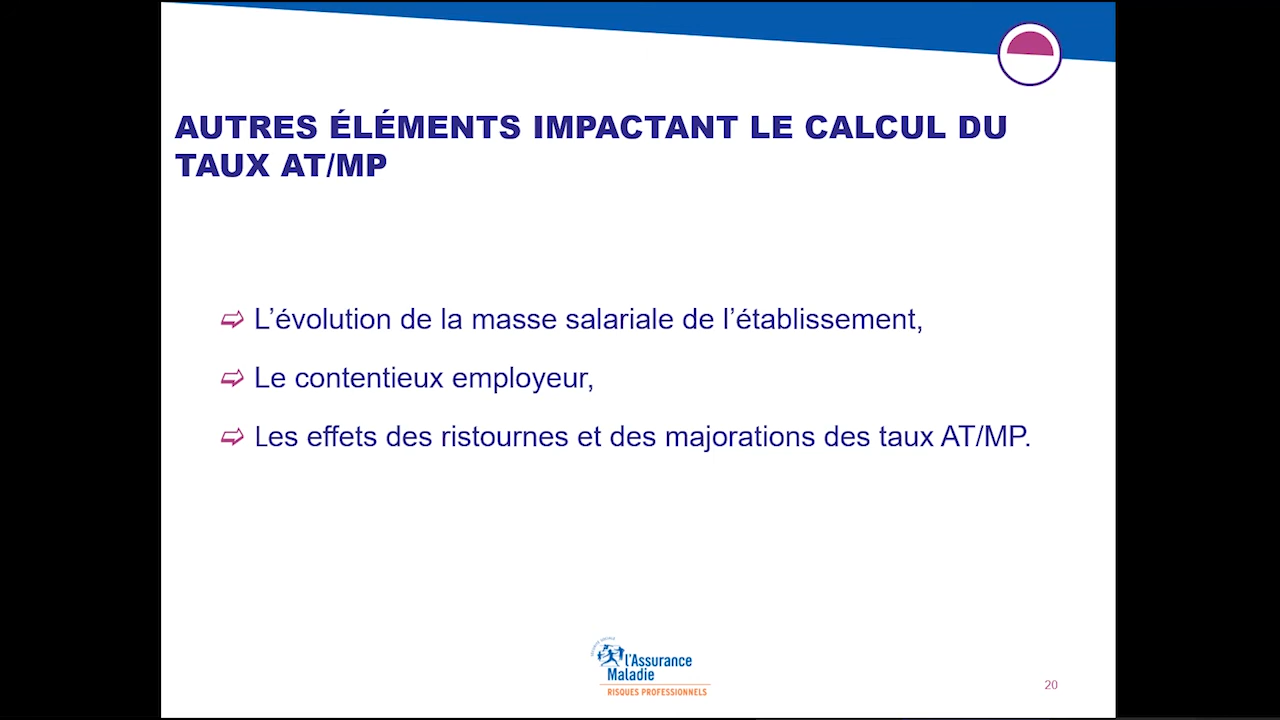 AUTRES ÉLÉMENTS IMPACTANT LE CALCUL DU
TAUX AT/MP
⇨ L’évolution de la masse salariale de l’établissement,
⇨ Le contentieux employeur,
⇨ Les effets des ristournes et des majorations des taux AT/MP.
l’Assurance
Maladie
RISQUES PROFESSIONNELS
20